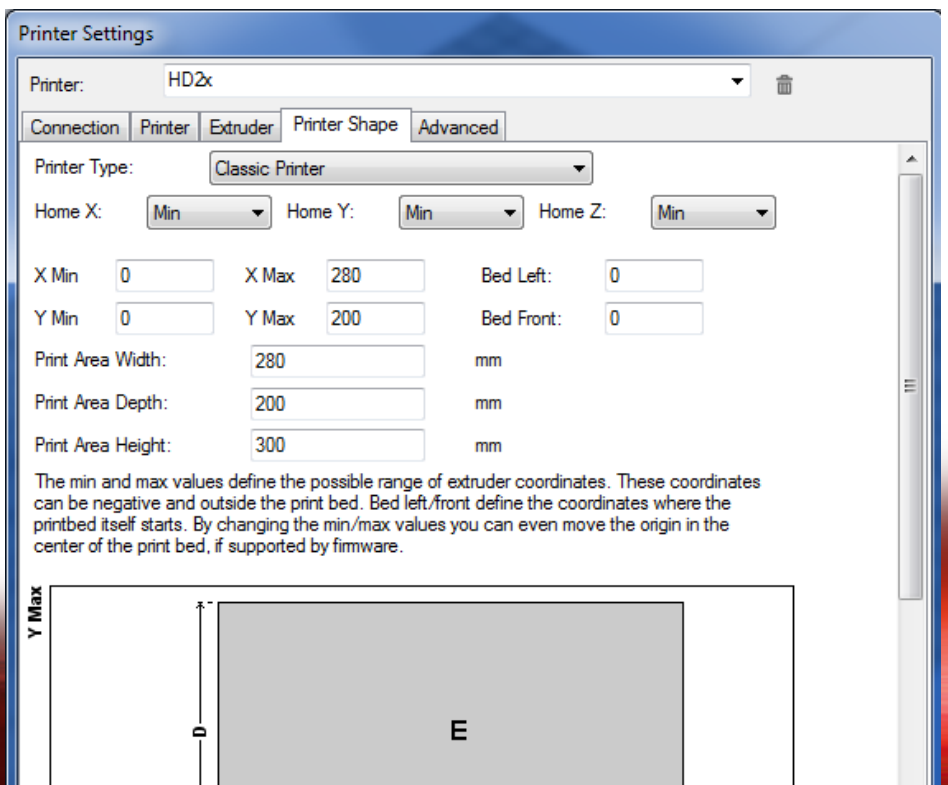 Printer Settings
Printer: HD2x
Connection Printer Extruder Printer Shape Advanced
Printer Type: Classic Printer
Home X: Min Home Y: Min Home Z: Min
X Min 0 X Max 280 Bed Left: 0
Y Min 0 Y Max 200 Bed Front: 0
Print Area Width: 280 mm
Print Area Depth: 200 mm
Print Area Height: 300 mm
The min and max values define the possible range of extruder coordinates. These coordinates
can be negative and outside the print bed. Bed left/front define the coordinates where the
printbed itself starts. By changing the min/max values you can even move the origin in the
center of the print bed, if supported by firmware.
Y Max
D
E